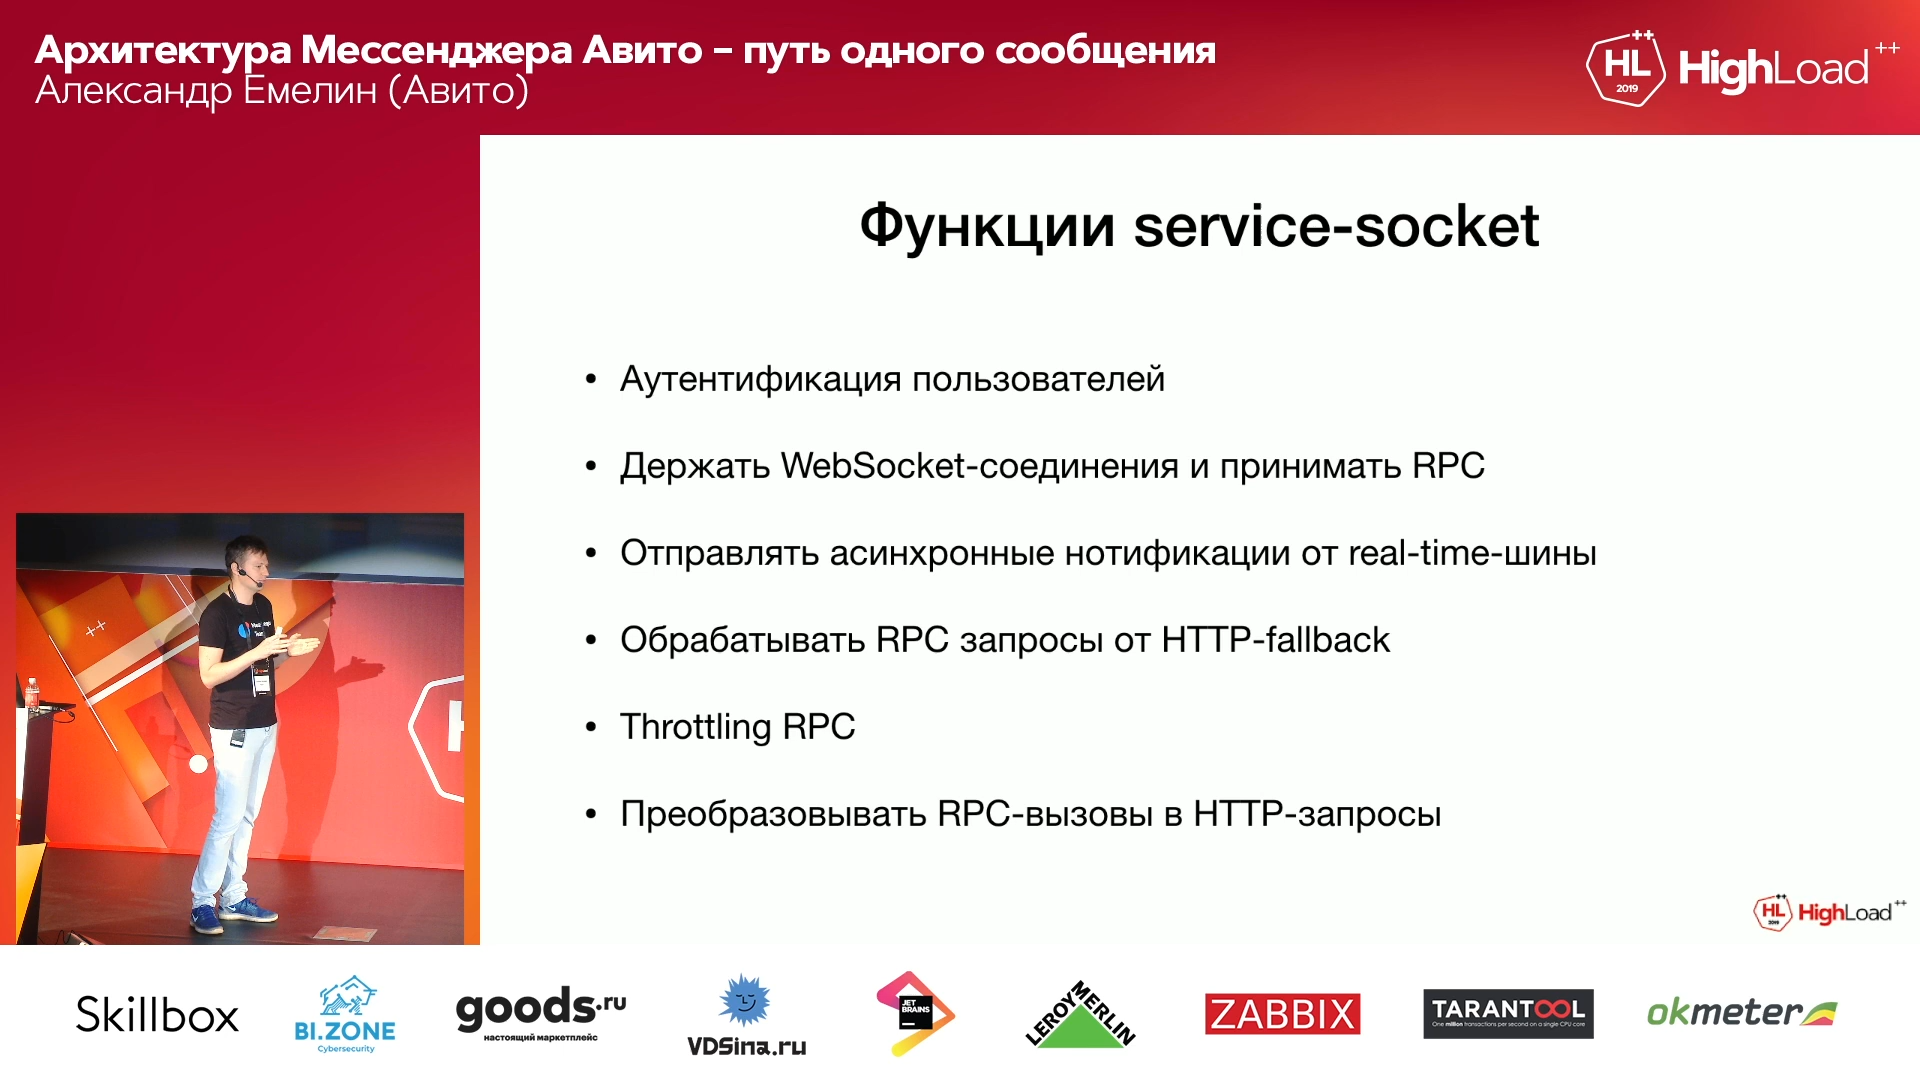 Архитектура Мессенджера Авито – путь одного сообщения
Александр Емелин (Авито)
HL
2019
HighLoad++
Функции service-socket
• Аутентификация пользователей
• Держать WebSocket-соединения и принимать RPC
• Отправлять асинхронные нотификации от real-time-шины
• Обрабатывать RPC запросы от HTTP-fallback
• Throttling RPC
• Преобразовывать RPC-вызовы в HTTP-запросы
HL
2019
HighLoad++
Skillbox
BI.ZONE
Cybersecurity
goods.ru
настоящий маркетплейс
VDSina.ru
JET
BRAINS
LEROY MERLIN
ZABBIX
TARANTOOL
One million transactions per second on a single CPU core
okmeter